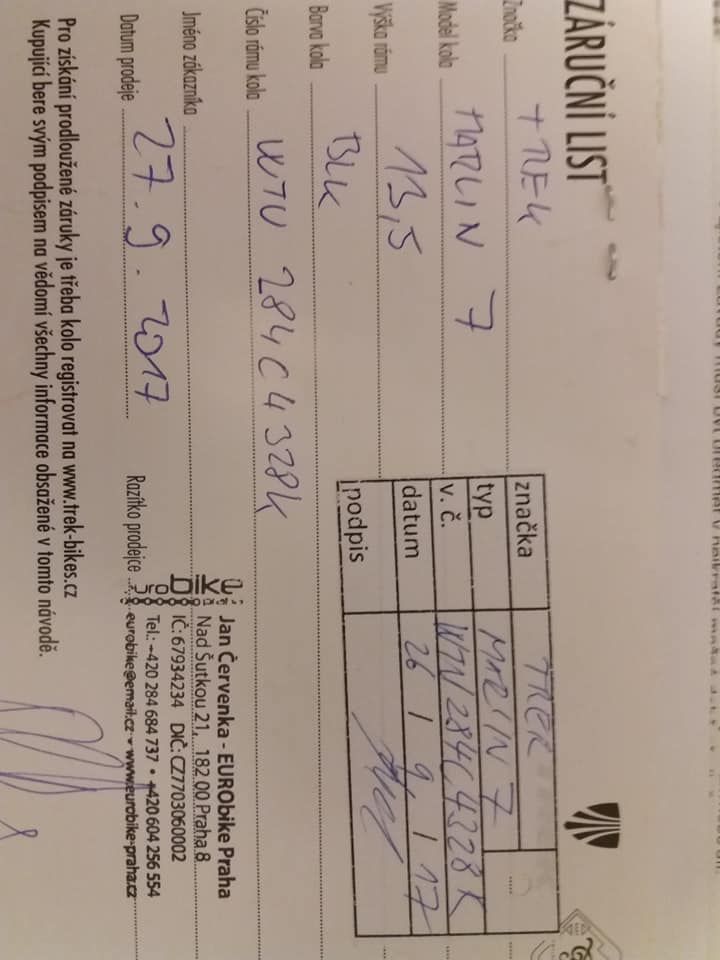 ZÁRUČNÍ LIST
Značka TREK
Model kola MARLIN 7
Výška rámu 13,5
Barva kola BLK
Číslo rámu kola WTU 284C4328K
Jméno zákazníka
Datum prodeje 27. 9. 2017 Razítko prodejce
značka TREK
typ MARLIN 7
v. č. WTU284C4328K
datum 26 / 9 / 17
podpis
Jan Červenka - EURObike Praha
Nad Šutkou 21, 182 00 Praha 8
IČ: 67934234 DIČ: CZ7703060002
Tel.: +420 284 684 737 • +420 604 256 554
eurobike@email.cz • www.eurobike-praha.cz
Pro získání prodloužené záruky je třeba kolo registrovat na www.trek-bikes.cz
Kupující bere svým podpisem na vědomí všechny informace obsažené v tomto návodě.